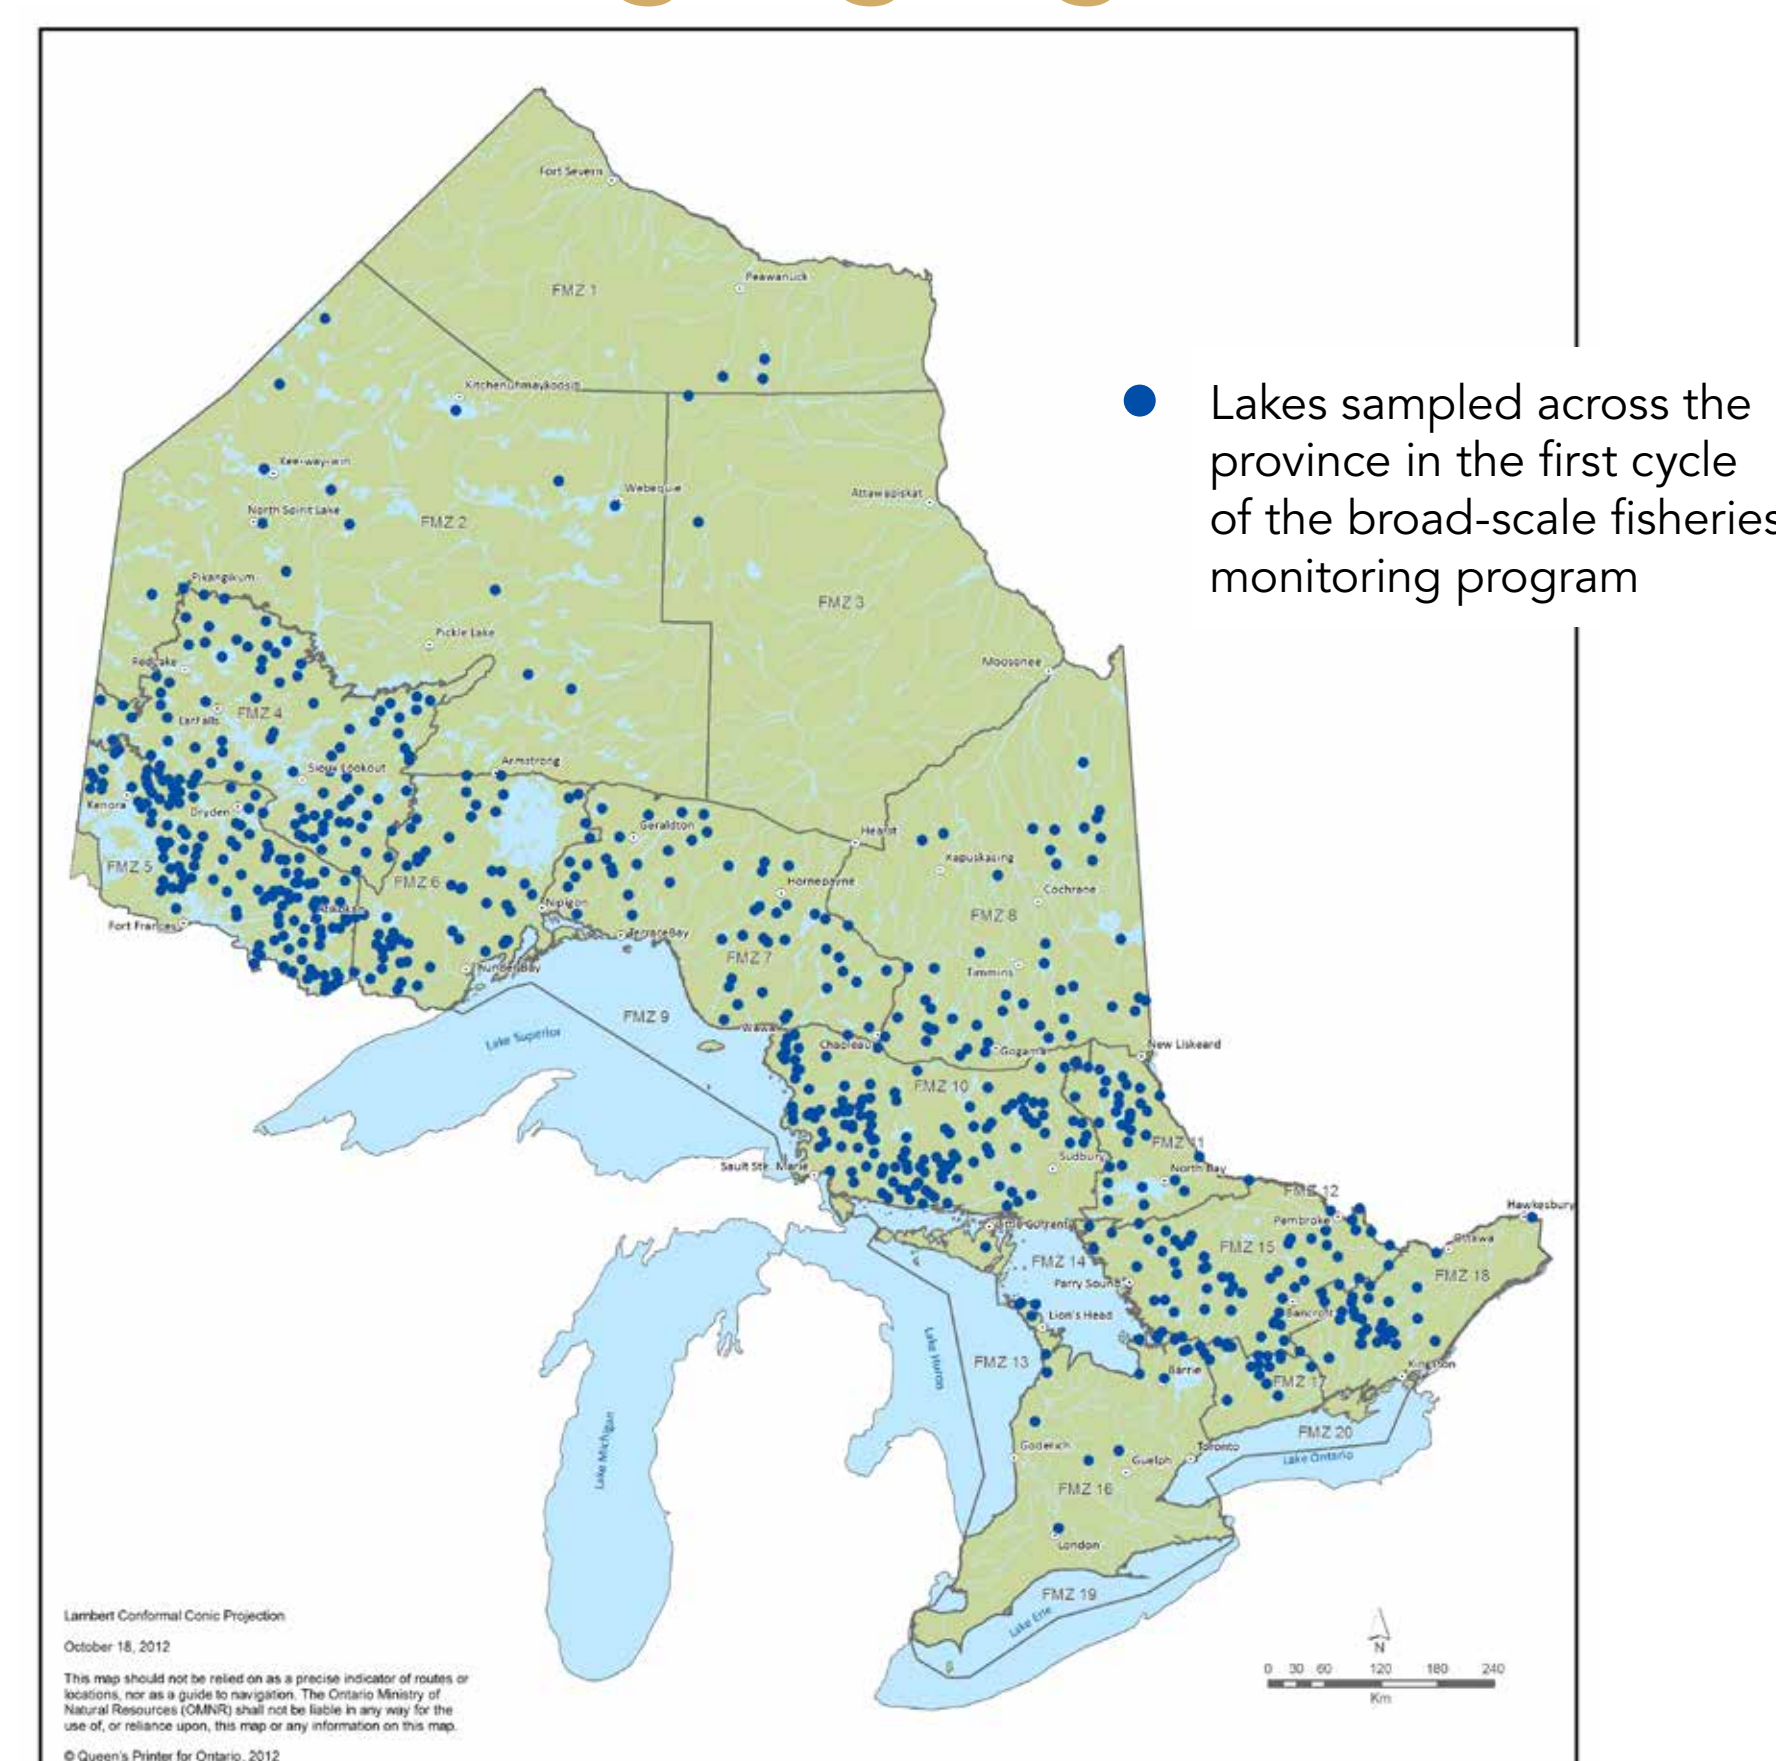 Fort Severn
Peawanuck
FMZ 1
Kitchenuhmaykoosib
Kee-way-win
Webequie
Attawapiskat
North Spirit Lake
FMZ 2
Pikangikum
FMZ 3
Pickle Lake
Moosonee
Red Lake
FMZ 4
Ear Falls
Armstrong
Sioux Lookout
Kenora
Dryden
Geraldton
Hearst
Kapuskasing
FMZ 5
FMZ 6
Hornepayne
Cochrane
Nipigon
Atikokan
FMZ 8
Fort Frances
Terrace Bay
FMZ 7
Thunder Bay
Timmins
FMZ 9
Wawa
Lake Superior
Chapleau
Gogama
New Liskeard
FMZ 10
FMZ 11
Sudbury
Sault Ste. Marie
North Bay
FMZ 12
Hawkesbury
Pembroke
Little Current
Ottawa
FMZ 15
FMZ 14
FMZ 18
Parry Sound
Lion's Head
Bancroft
Lake Huron
FMZ 13
Barrie
Kingston
FMZ 17
FMZ 20
Goderich
Toronto
Lake Michigan
Guelph
Lake Ontario
FMZ 16
London
FMZ 19
Lake Erie
Lakes sampled across the
province in the first cycle
of the broad-scale fisheries
monitoring program
Lambert Conformal Conic Projection
October 18, 2012
This map should not be relied on as a precise indicator of routes or
locations, nor as a guide to navigation. The Ontario Ministry of
Natural Resources (OMNR) shall not be liable in any way for the
use of, or reliance upon, this map or any information on this map.
© Queen's Printer for Ontario, 2012
N
0 30 60 120 180 240
Km